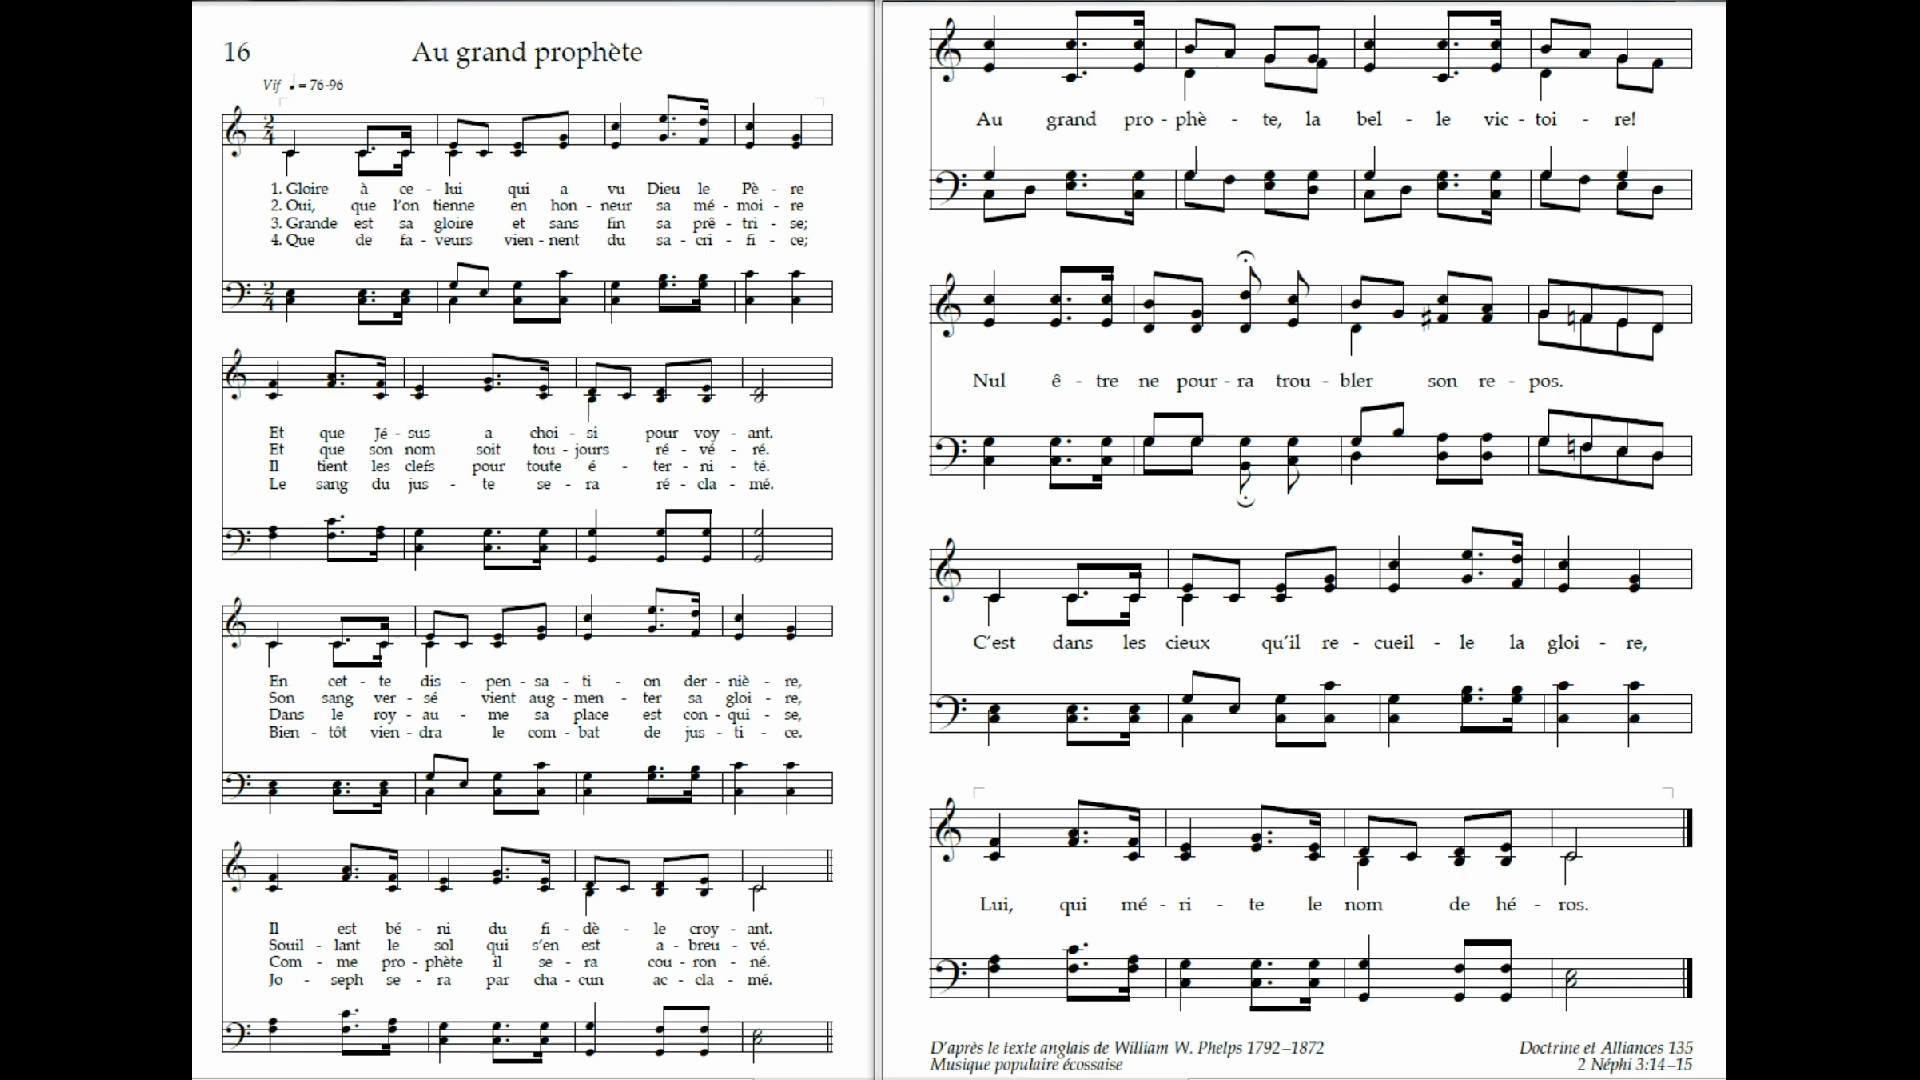 16 Au grand prophète
Vif ♩ = 76-96
2 4
1. Gloire à ce - lui qui a vu Dieu le Pè - re
2. Oui, que l'on tienne en hon - neur sa mé - moi - re
3. Grande est sa gloire et sans fin sa prê - tri - se;
4. Que de fa - veurs vien - nent du sa - cri - fi - ce;
2 4
Et que Jé - sus a choi - si pour voy - ant.
Et que son nom soit tou - jours ré - vé - ré.
Il tient les clefs pour toute é - ter - ni - té.
Le sang du jus - te se - ra ré - cla - mé.
En cet - te dis - pen - sa - ti - on der - niè - re,
Son sang ver - sé vient aug - men - ter sa gloi - re,
Dans le roy - au - me sa place est con - qui - se,
Bien - tôt vien - dra le com - bat de jus - ti - ce.
Il est bé - ni du fi - dè - le croy - ant.
Souil - lant le sol qui s'en est a - breu - vé.
Com - me pro - phète il se - ra cou - ron - né.
Jo - seph se - ra par cha - cun ac - cla - mé.
Au grand pro - phè - te, la bel - le vic - toi - re!
Nul ê - tre ne pour - ra trou - bler son re - pos.
C'est dans les cieux qu'il re - cueil - le la gloi - re,
Lui, qui mé - ri - te le nom de hé - ros.
D'après le texte anglais de William W. Phelps 1792–1872
Musique populaire écossaise
Doctrine et Alliances 135
2 Néphi 3:14–15